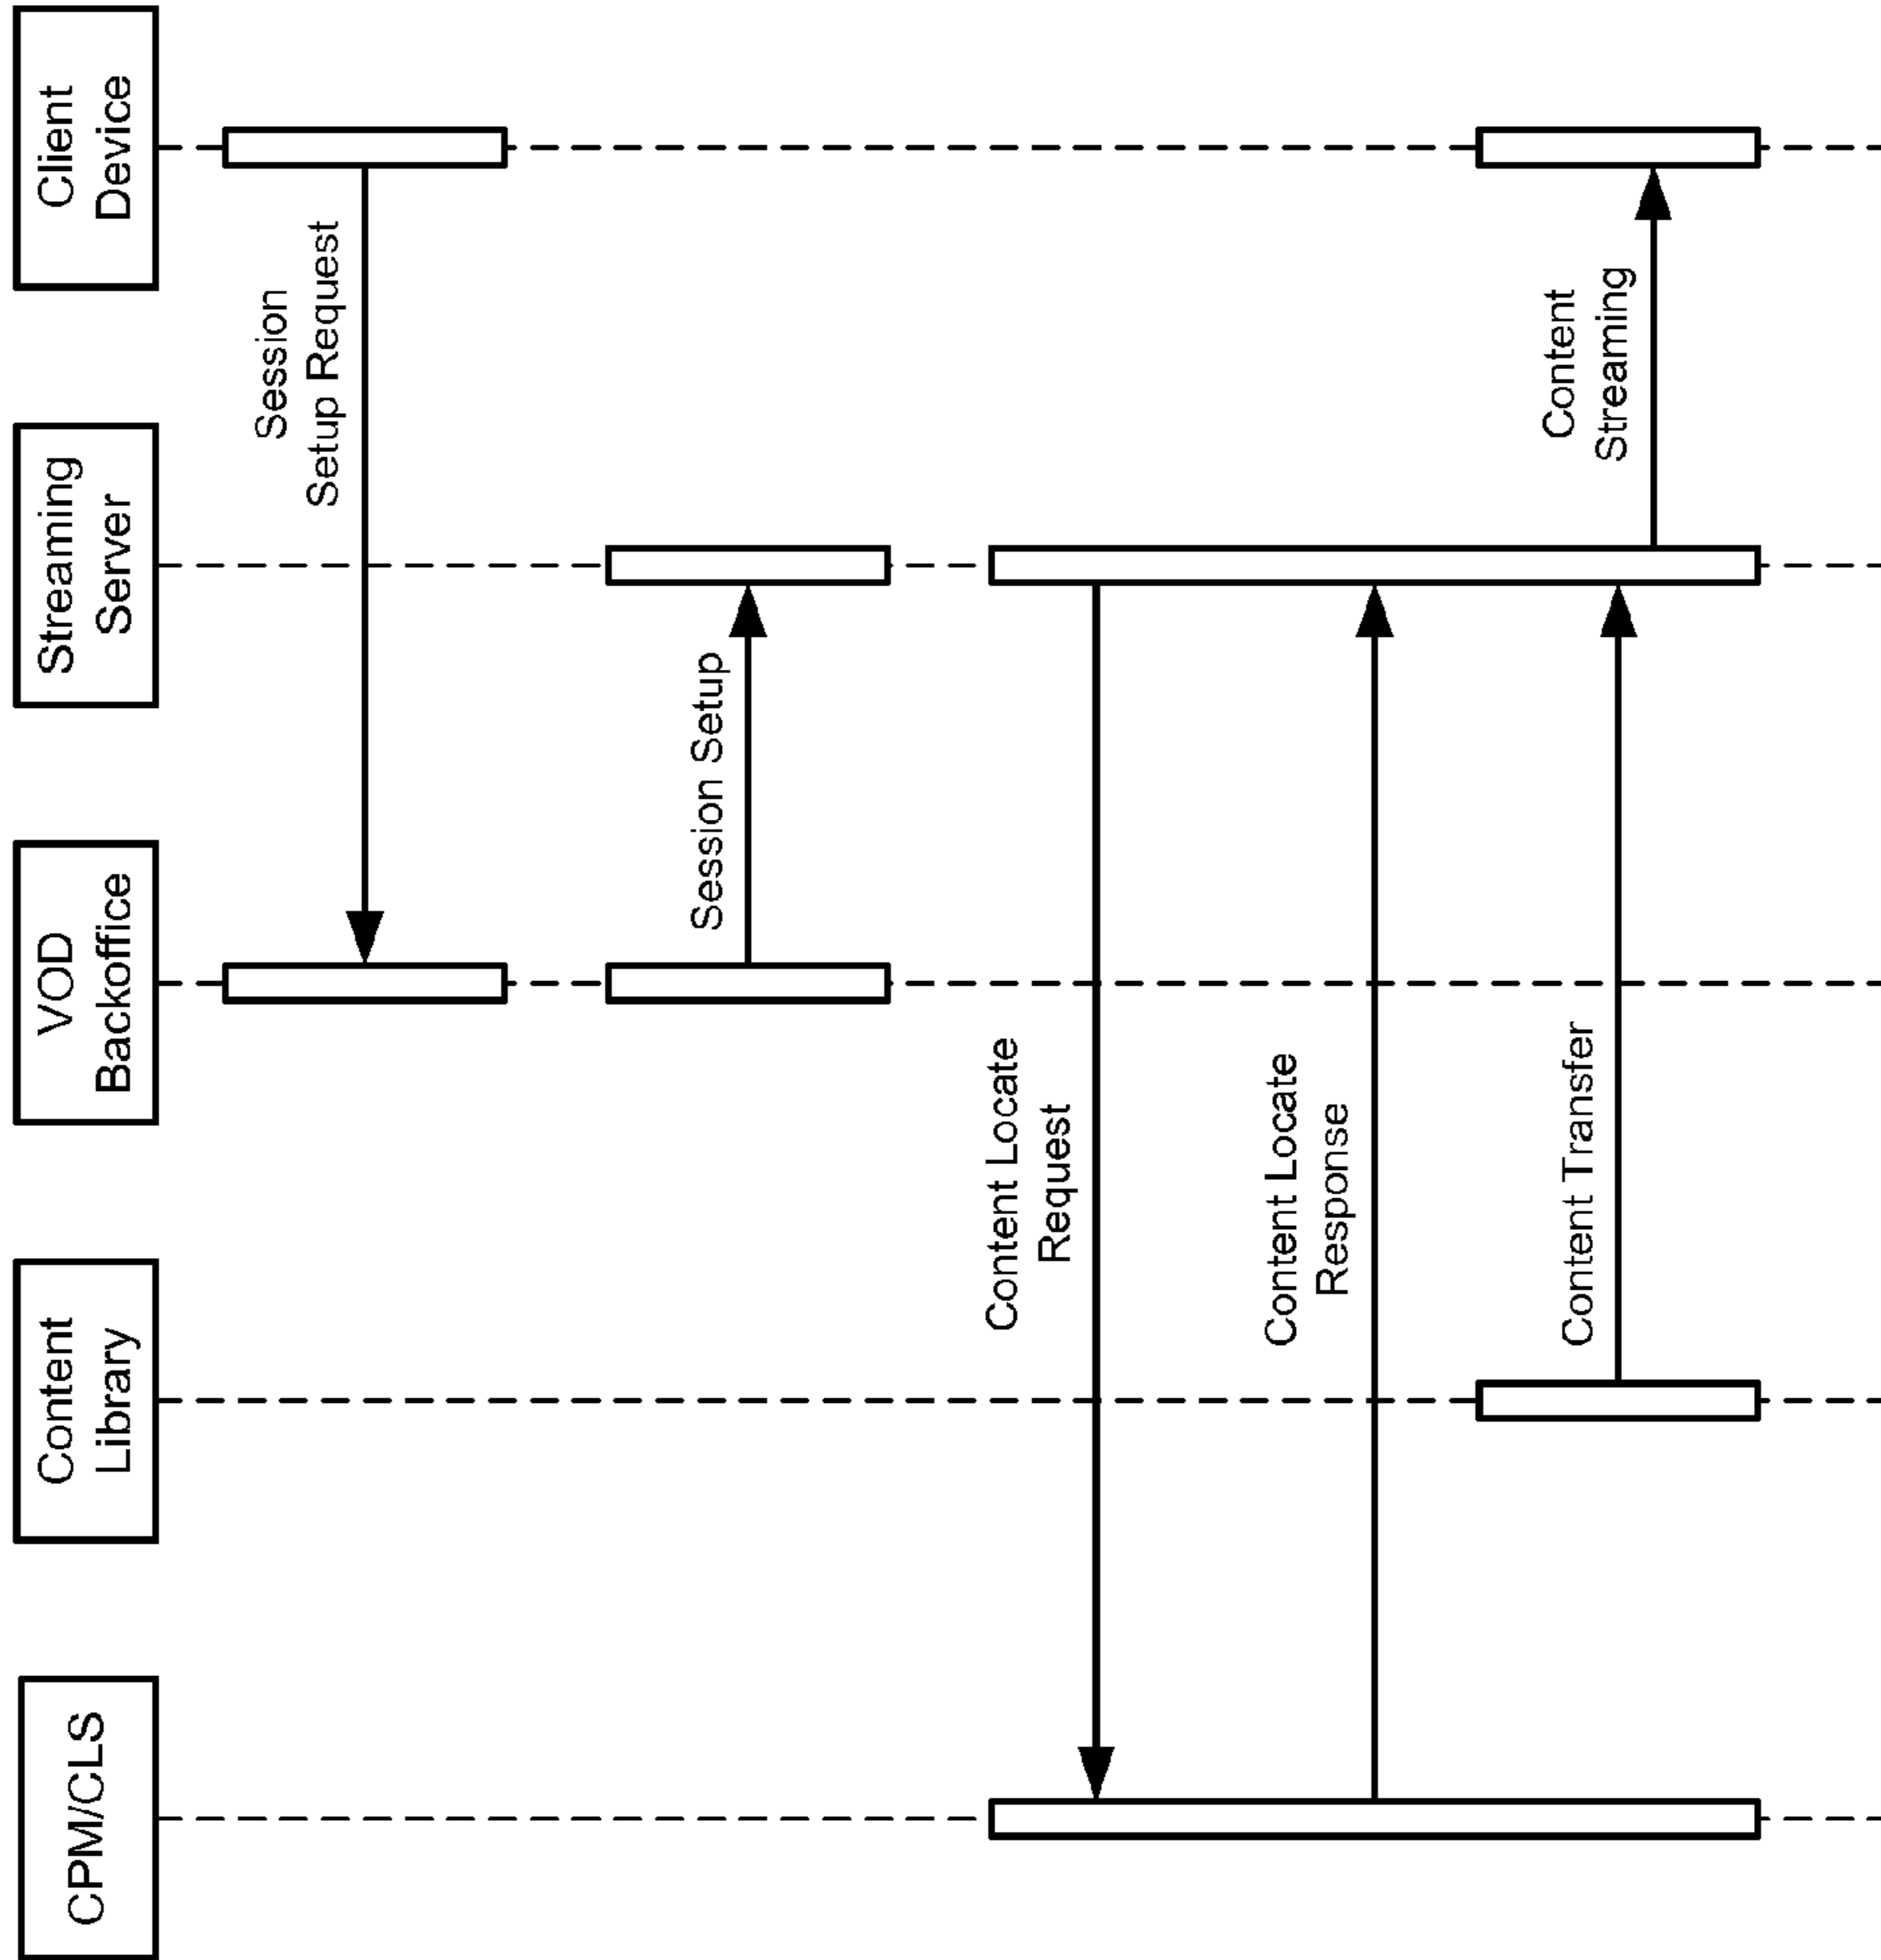 Client
Device
Streaming
Server
VOD
Backoffice
Content
Library
CPM/CLS
Session
Setup Request
Session Setup
Content Locate
Request
Content Locate
Response
Content Transfer
Content
Streaming